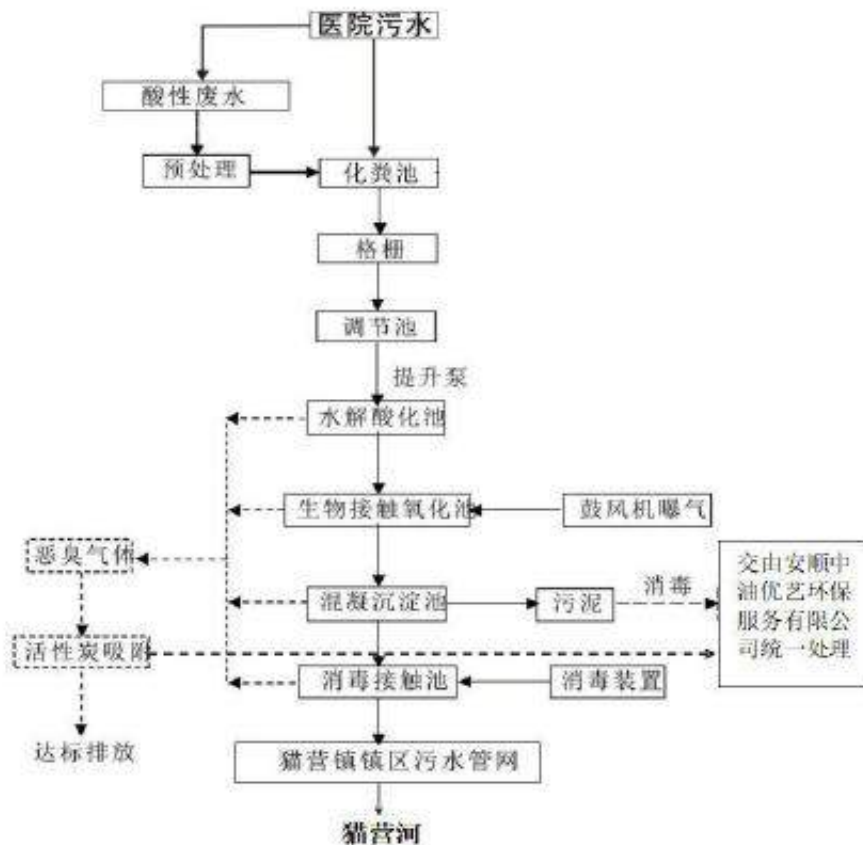 医院污水
酸性废水
预处理
化粪池
格栅
调节池
提升泵
水解酸化池
生物接触氧化池
鼓风机曝气
恶臭气体
混凝沉淀池
污泥
消毒
交由安顺中
油优艺环保
服务有限公
司统一处理
活性炭吸附
消毒接触池
消毒装置
达标排放
猫营镇镇区污水管网
猫营河